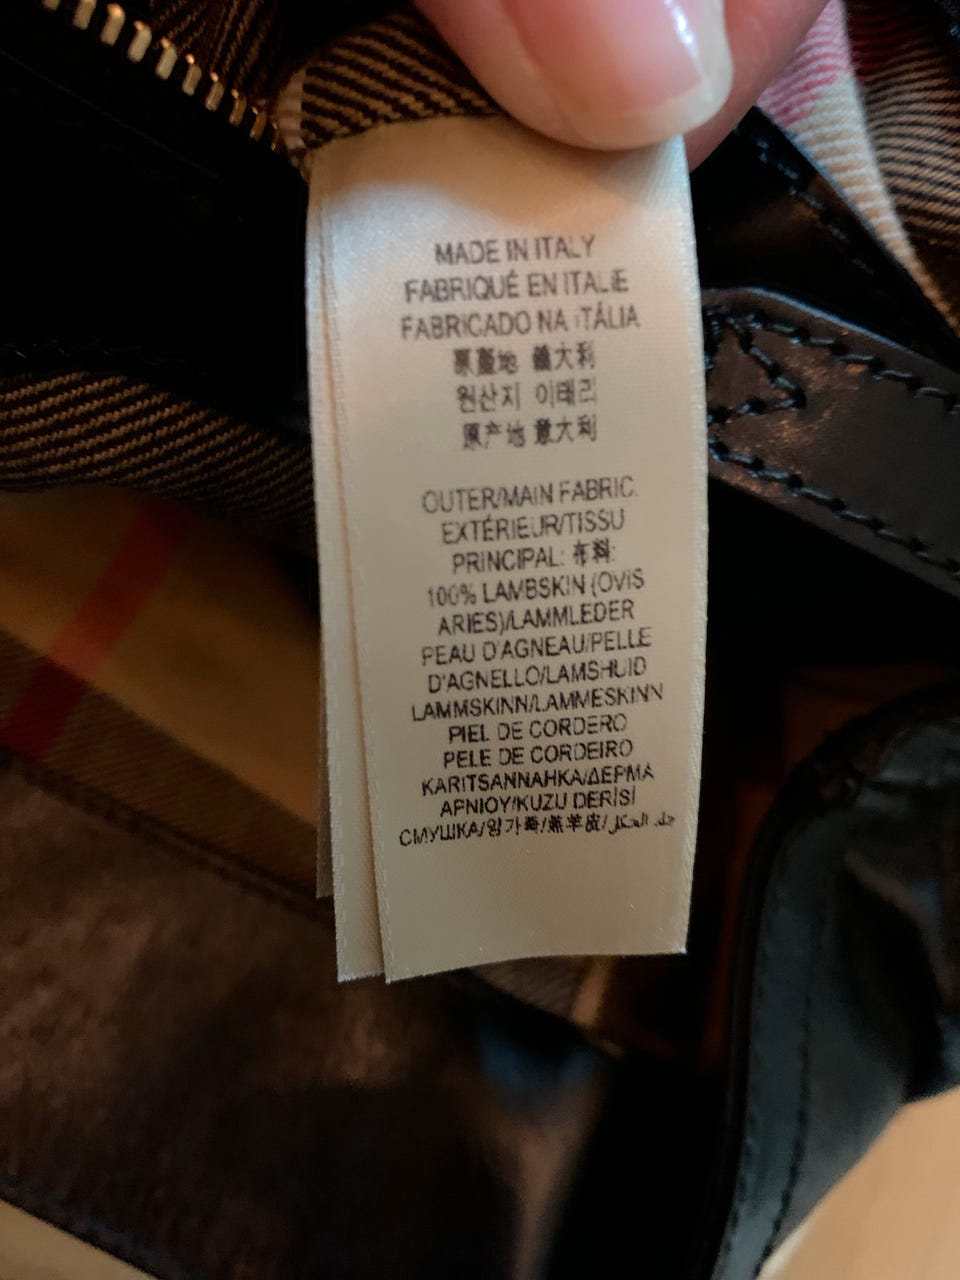 MADE IN ITALY
FABRIQUÉ EN ITALIE
FABRICADO NA ITÁLIA
原產地 義大利
원산지 이태리
原产地 意大利
OUTER/MAIN FABRIC:
EXTÉRIEUR/TISSU
PRINCIPAL: 布料:
100% LAMBSKIN (OVIS
ARIES)/LAMMLEDER
PEAU D'AGNEAU/PELLE
D'AGNELLO/LAMSHUID
LAMMSKINN/LAMMESKINN
PIEL DE CORDERO
PELE DE CORDEIRO
KARITSANNAHKA/ΔΕΡΜΑ
ΑΡΝΙΟΥ/KUZU DERİSİ
СМУШКА/양가죽/羔羊皮/